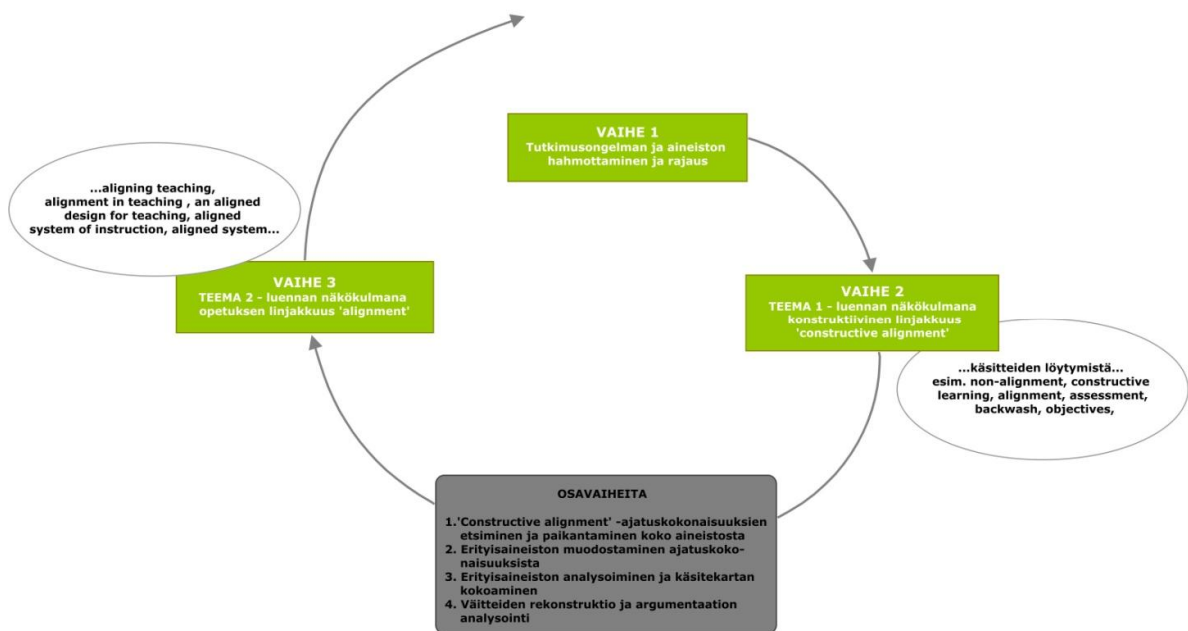 VAIHE 1
Tutkimusongelman ja aineiston
hahmottaminen ja rajaus
...aligning teaching,
alignment in teaching , an aligned
design for teaching, aligned
system of instruction, aligned system...
VAIHE 3
TEEMA 2 - luennan näkökulmana
opetuksen linjakkuus 'alignment'
VAIHE 2
TEEMA 1 - luennan näkökulmana
konstruktiivinen linjakkuus
'constructive alignment'
...käsitteiden löytymistä...
esim. non-alignment, constructive
learning, alignment, assessment,
backwash, objectives,
OSAVAIHEITA
1.'Constructive alignment' -ajatuskokonaisuuksien
etsiminen ja paikantaminen koko aineistosta
2. Erityisaineiston muodostaminen ajatuskoko-
naisuuksista
3. Erityisaineiston analysoiminen ja käsitekartan
kokoaminen
4. Väitteiden rekonstruktio ja argumentaation
analysointi